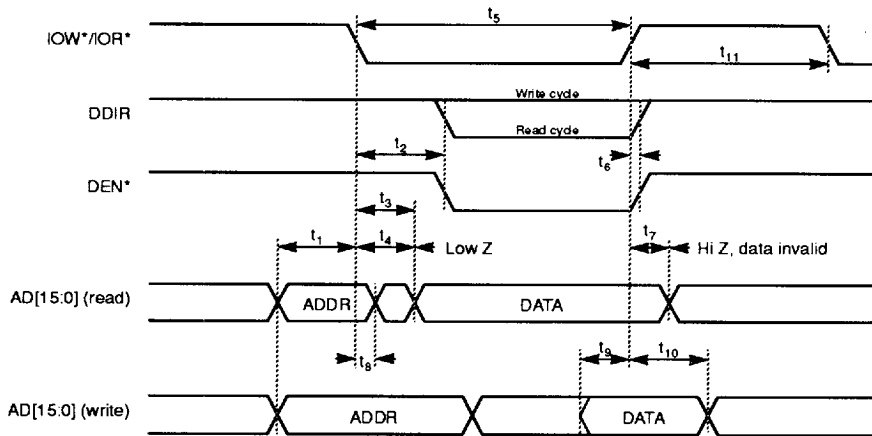 t5
IOW*/IOR*
t11
Write cycle
DDIR
Read cycle
t2
t6
DEN*
t3
t1
t4
Low Z
t7
Hi Z, data invalid
AD[15:0] (read)
ADDR
DATA
t8
t9
t10
AD[15:0] (write)
ADDR
DATA